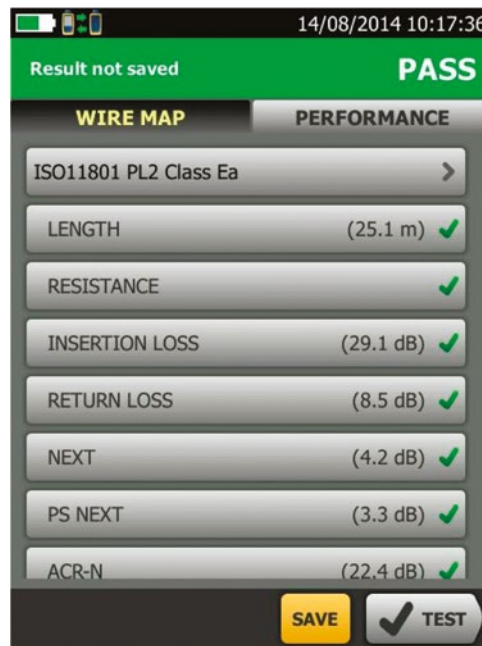 14/08/2014 10:17:36
Result not saved PASS
WIRE MAP PERFORMANCE
ISO11801 PL2 Class Ea
LENGTH (25.1 m)
RESISTANCE
INSERTION LOSS (29.1 dB)
RETURN LOSS (8.5 dB)
NEXT (4.2 dB)
PS NEXT (3.3 dB)
ACR-N (22.4 dB)
SAVE TEST